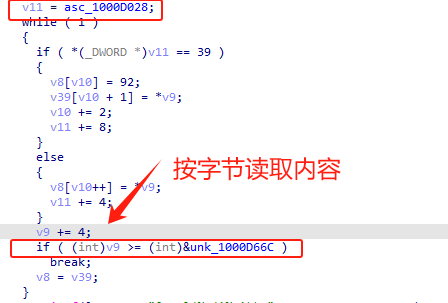 v11 = asc_1000D028;
while ( 1 )
{
if ( *(_DWORD *)v11 == 39 )
{
v8[v10] = 92;
v39[v10 + 1] = *v9;
v10 += 2;
v11 += 8;
}
else
{
v8[v10++] = *v9;
v11 += 4;
}
按字节读取内容
v9 += 4;
if ( (int)v9 >= (int)&unk_1000D66C )
break;
v8 = v39;
}